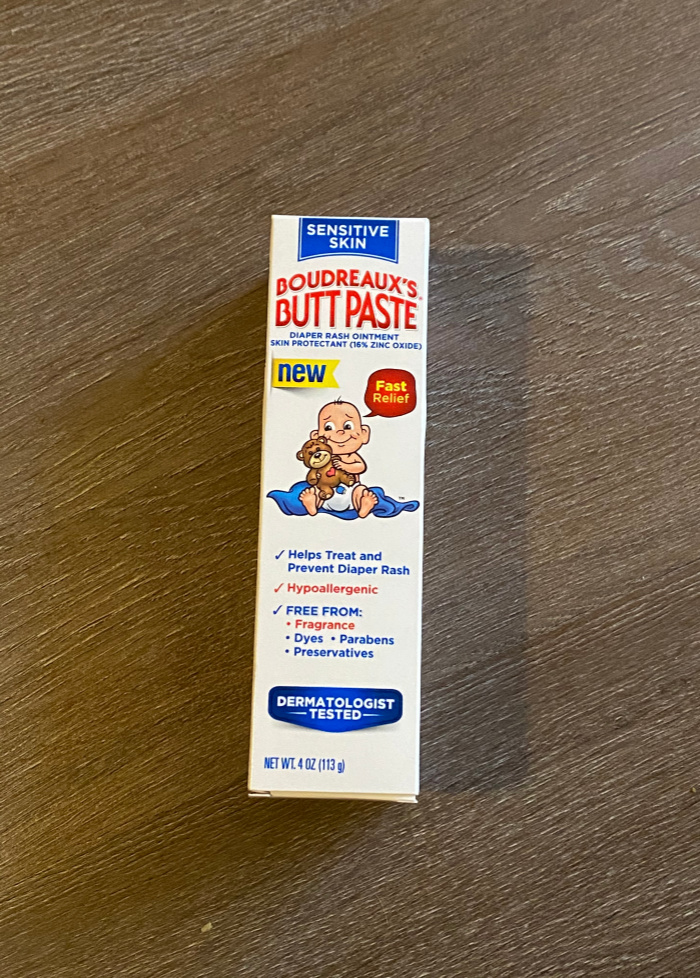 SENSITIVE
SKIN
BOUDREAUX'S
BUTT PASTE®
DIAPER RASH OINTMENT
SKIN PROTECTANT (16% ZINC OXIDE)
new
Fast
Relief
™
✓ Helps Treat and
Prevent Diaper Rash
✓ Hypoallergenic
✓ FREE FROM:
• Fragrance
• Dyes • Parabens
• Preservatives
DERMATOLOGIST
TESTED
NET WT. 4 OZ (113 g)